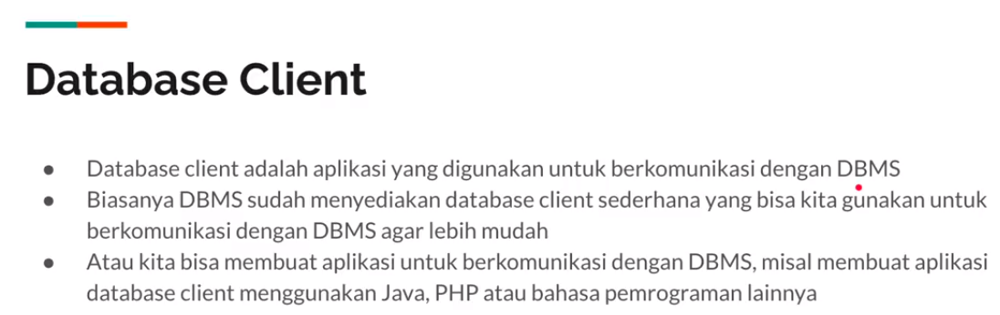 Database Client
● Database client adalah aplikasi yang digunakan untuk berkomunikasi dengan DBMS
● Biasanya DBMS sudah menyediakan database client sederhana yang bisa kita gunakan untuk
berkomunikasi dengan DBMS agar lebih mudah
● Atau kita bisa membuat aplikasi untuk berkomunikasi dengan DBMS, misal membuat aplikasi
database client menggunakan Java, PHP atau bahasa pemrograman lainnya